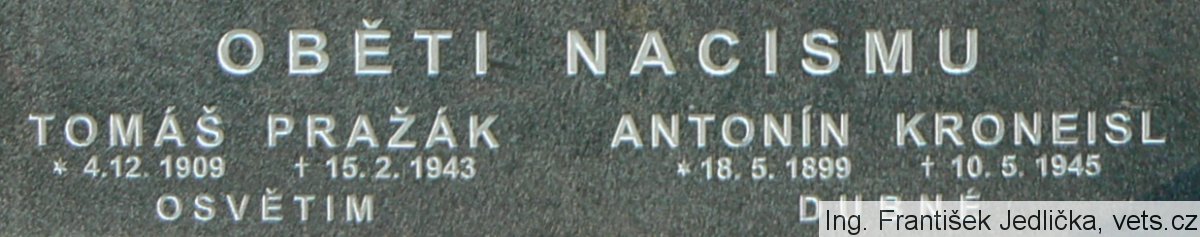 OBĚTI NACISMU
TOMÁŠ PRAŽÁK ANTONÍN KRONEISL
* 4.12. 1909 † 15. 2. 1943 * 18. 5. 1899 † 10. 5. 1945
OSVĚTIM DUBNÉ
Ing. František Jedlička, vets.cz